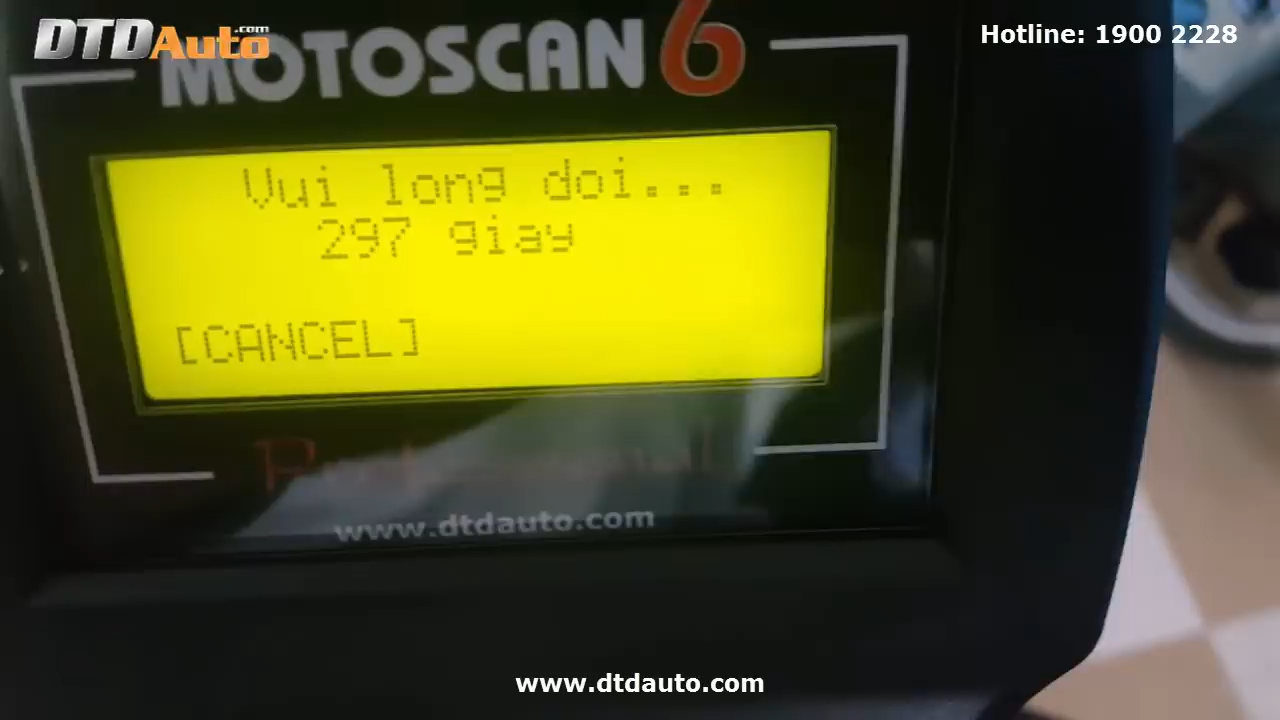 DTDAuto.com
Hotline: 1900 2228
MOTOSCAN 6
Vui long doi...
297 giay
[CANCEL]
Professional
www.dtdauto.com
www.dtdauto.com